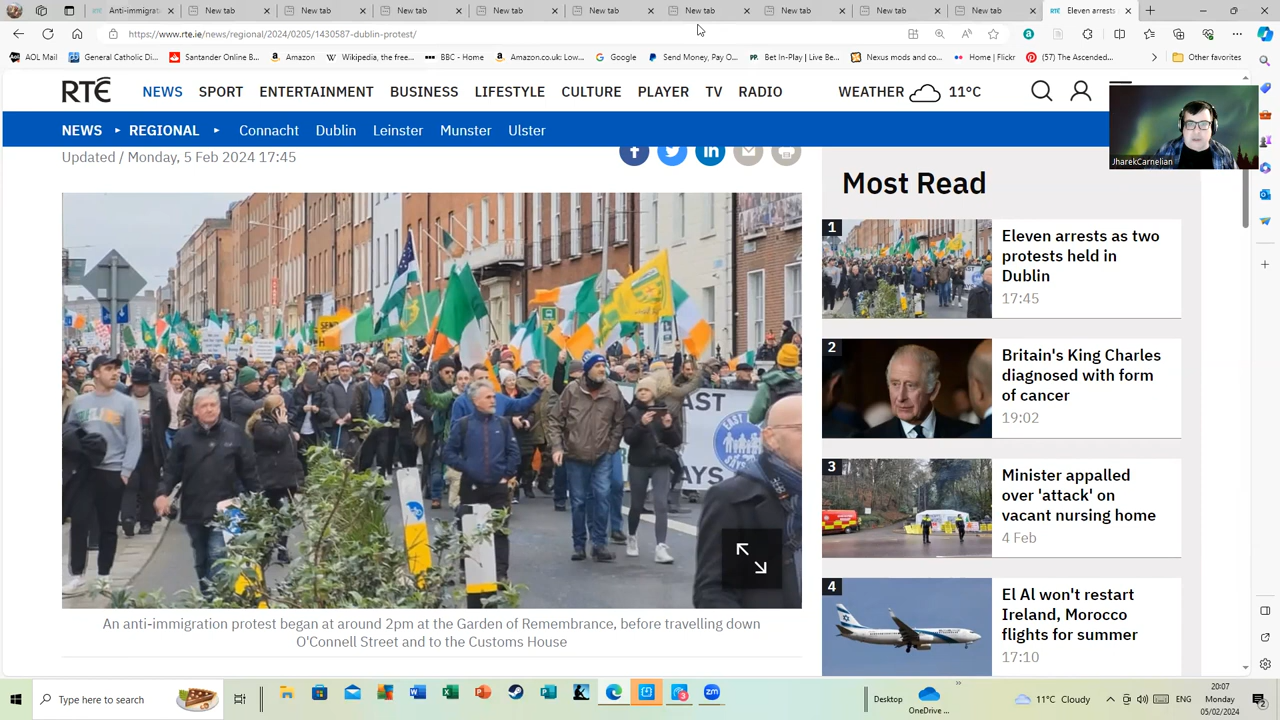 Anti-immigrati
New tab
New tab
New tab
New tab
New tab
New tab
New tab
New tab
New tab
Eleven arrests
https://www.rte.ie/news/regional/2024/0205/1430587-dublin-protest/
AOL Mail
General Catholic Di...
Santander Online B...
Amazon
Amazon.co.uk: Low...
Google
Send Money, Pay O...
BBC - Home
Amazon
Wikipedia, the free...
Bet In-Play | Live Be...
Nexus mods and co...
Home | Flickr
(57) The Ascended...
Other favorites
RTÉ
NEWS SPORT ENTERTAINMENT BUSINESS LIFESTYLE CULTURE PLAYER TV RADIO
WEATHER 11°C
NEWS ▸ REGIONAL ▸ Connacht Dublin Leinster Munster Ulster
JharekCarnelian
Updated / Monday, 5 Feb 2024 17:45
An anti-immigration protest began at around 2pm at the Garden of Remembrance, before travelling down
O'Connell Street and to the Customs House
Most Read
1
Eleven arrests as two
protests held in
Dublin
17:45
2
Britain's King Charles
diagnosed with form
of cancer
19:02
3
Minister appalled
over 'attack' on
vacant nursing home
4 Feb
4
El Al won't restart
Ireland, Morocco
flights for summer
17:10
Type here to search
Desktop
OneDrive ...
11°C Cloudy
ENG
20:07
Monday
05/02/2024